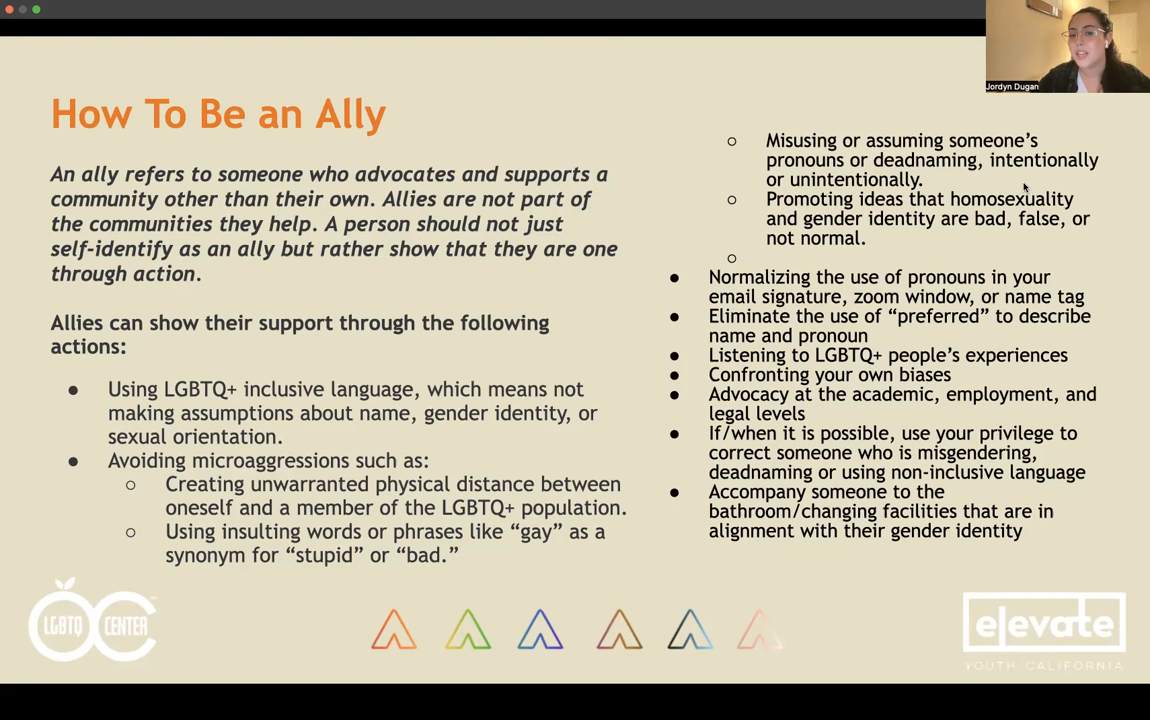 Jordyn Dugan
How To Be an Ally
An ally refers to someone who advocates and supports a
community other than their own. Allies are not part of
the communities they help. A person should not just
self-identify as an ally but rather show that they are one
through action.
Allies can show their support through the following
actions:
● Using LGBTQ+ inclusive language, which means not
making assumptions about name, gender identity, or
sexual orientation.
● Avoiding microaggressions such as:
○ Creating unwarranted physical distance between
oneself and a member of the LGBTQ+ population.
○ Using insulting words or phrases like “gay” as a
synonym for “stupid” or “bad.”
○ Misusing or assuming someone’s
pronouns or deadnaming, intentionally
or unintentionally.
○ Promoting ideas that homosexuality
and gender identity are bad, false, or
not normal.
○
● Normalizing the use of pronouns in your
email signature, zoom window, or name tag
● Eliminate the use of “preferred” to describe
name and pronoun
● Listening to LGBTQ+ people’s experiences
● Confronting your own biases
● Advocacy at the academic, employment, and
legal levels
● If/when it is possible, use your privilege to
correct someone who is misgendering,
deadnaming or using non-inclusive language
● Accompany someone to the
bathroom/changing facilities that are in
alignment with their gender identity
LGBTQ CENTER
OC
elevate
YOUTH CALIFORNIA